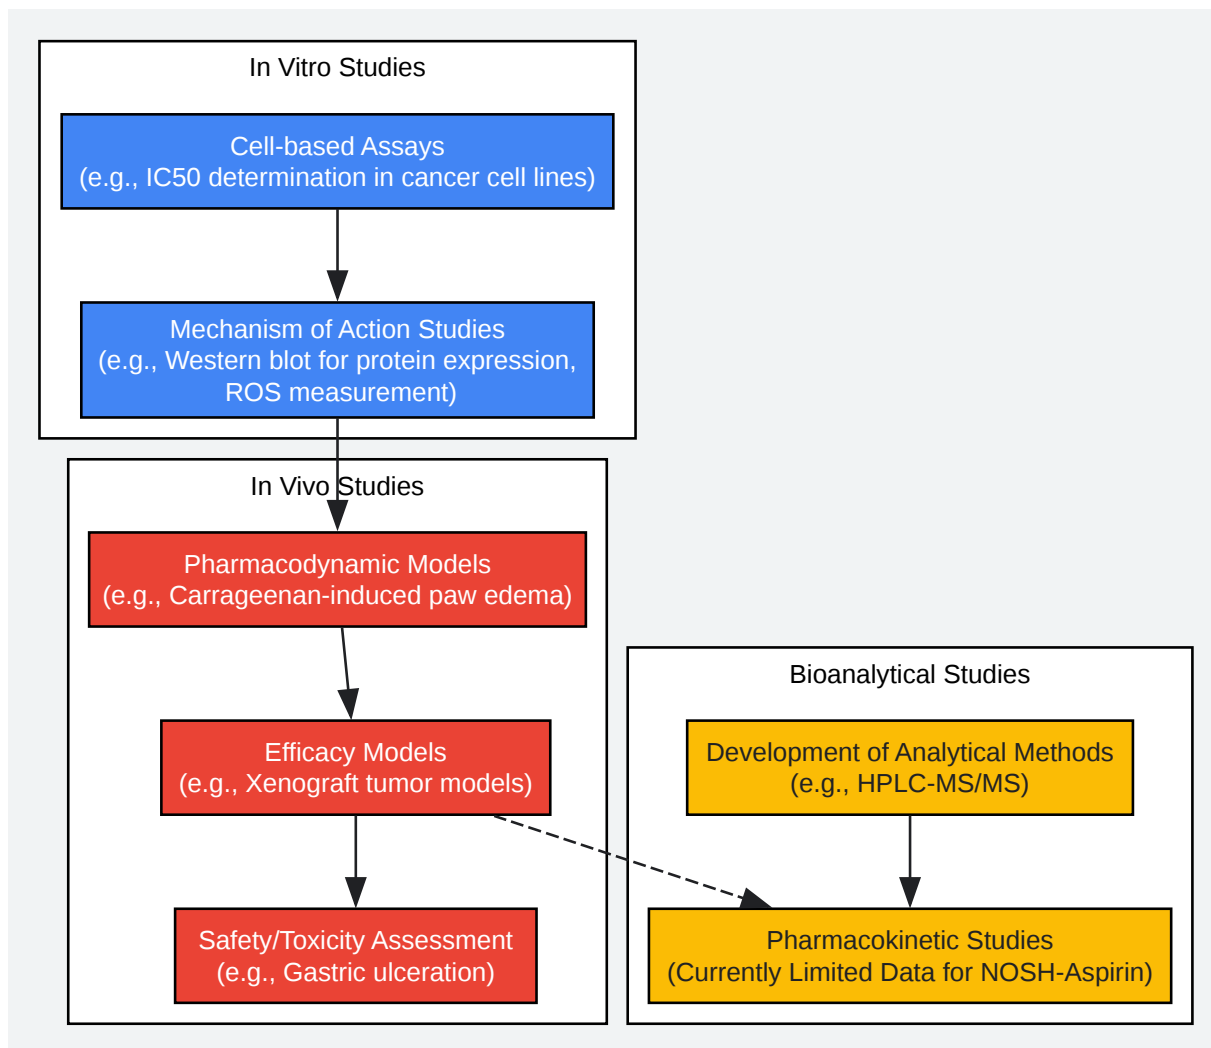 In Vitro Studies
Cell-based Assays
(e.g., IC50 determination in cancer cell lines)
Mechanism of Action Studies
(e.g., Western blot for protein expression,
ROS measurement)
In Vivo Studies
Pharmacodynamic Models
(e.g., Carrageenan-induced paw edema)
Efficacy Models
(e.g., Xenograft tumor models)
Safety/Toxicity Assessment
(e.g., Gastric ulceration)
Bioanalytical Studies
Development of Analytical Methods
(e.g., HPLC-MS/MS)
Pharmacokinetic Studies
(Currently Limited Data for NOSH-Aspirin)